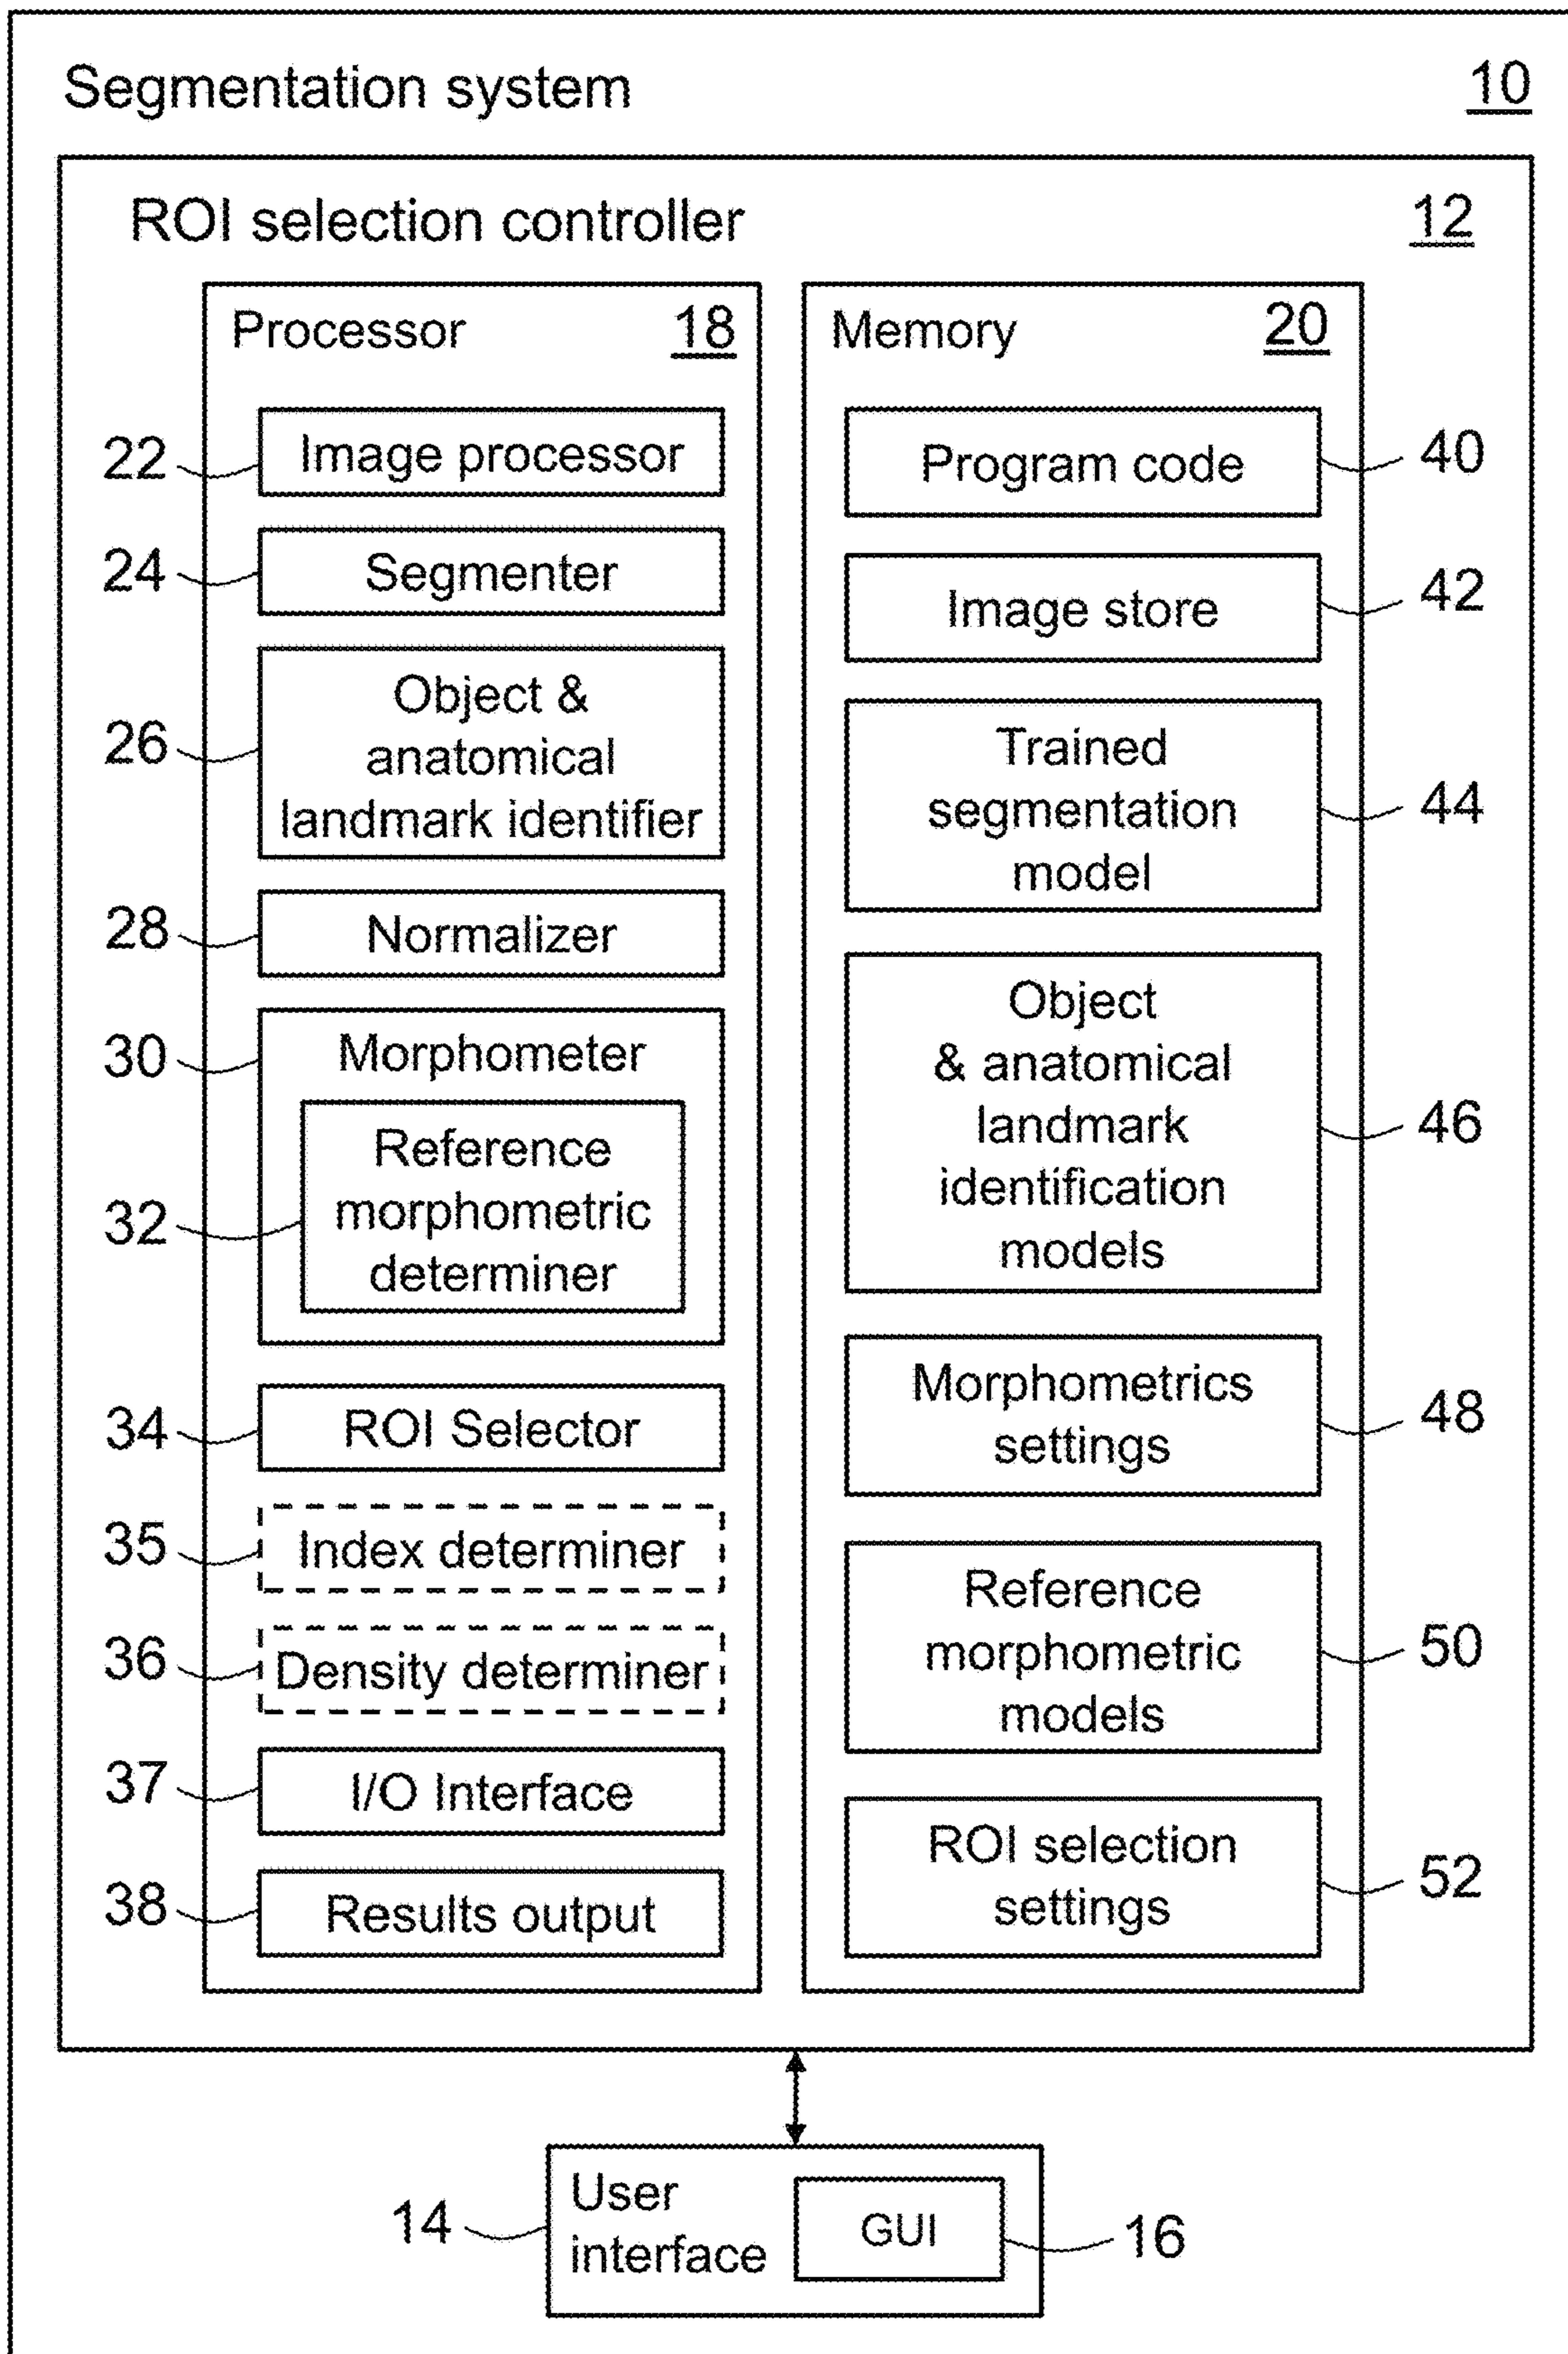 Segmentation system 10
ROI selection controller 12
Processor 18
22 Image processor
24 Segmenter
26 Object &
anatomical
landmark identifier
28 Normalizer
30 Morphometer
32 Reference
morphometric
determiner
34 ROI Selector
35 Index determiner
36 Density determiner
37 I/O Interface
38 Results output
Memory 20
Program code 40
Image store 42
Trained
segmentation
model 44
Object
& anatomical
landmark
identification
models 46
Morphometrics
settings 48
Reference
morphometric
models 50
ROI selection
settings 52
14 User
interface
GUI 16